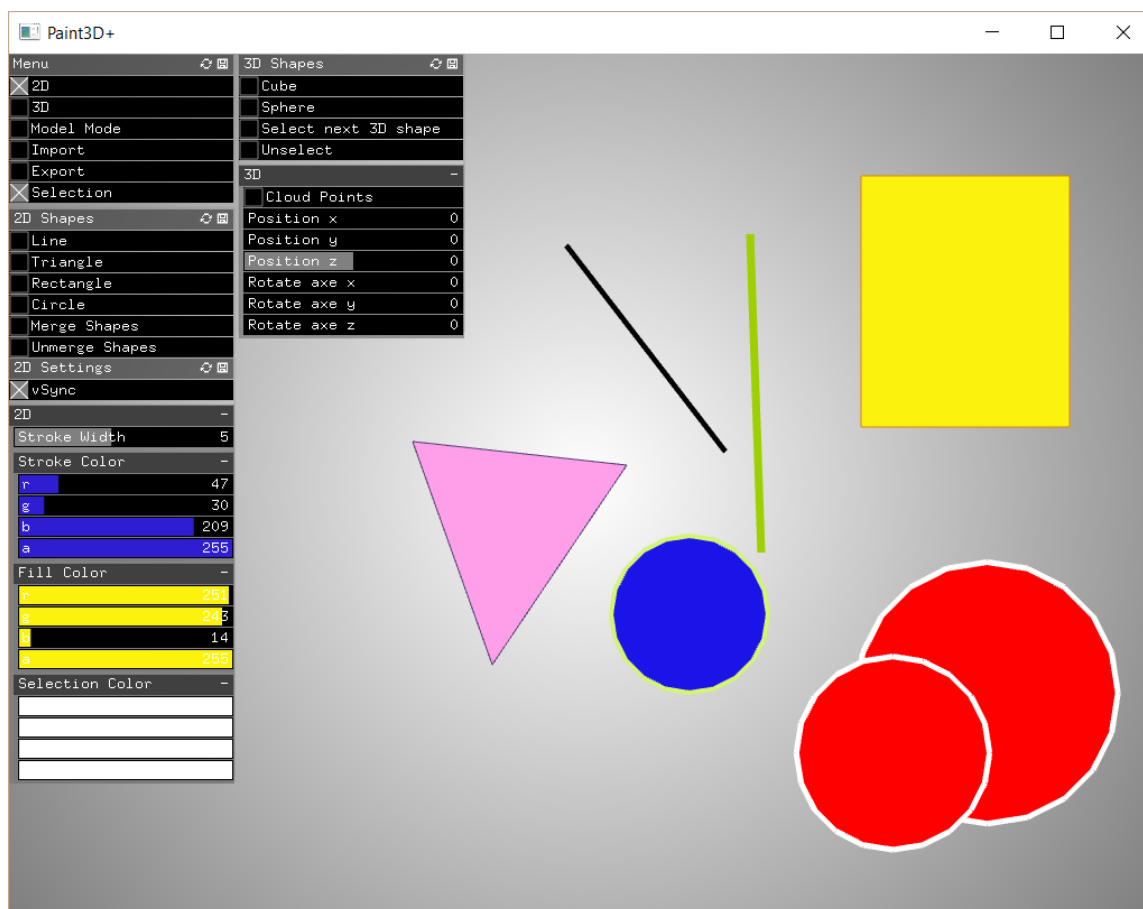 Paint3D+
Menu
2D
3D
Model Mode
Import
Export
Selection
2D Shapes
Line
Triangle
Rectangle
Circle
Merge Shapes
Unmerge Shapes
2D Settings
vSync
2D
Stroke Width 5
Stroke Color
r 47
g 30
b 209
a 255
Fill Color
r 251
g 243
b 14
a 255
Selection Color
3D Shapes
Cube
Sphere
Select next 3D shape
Unselect
3D
Cloud Points
Position x 0
Position y 0
Position z 0
Rotate axe x 0
Rotate axe y 0
Rotate axe z 0